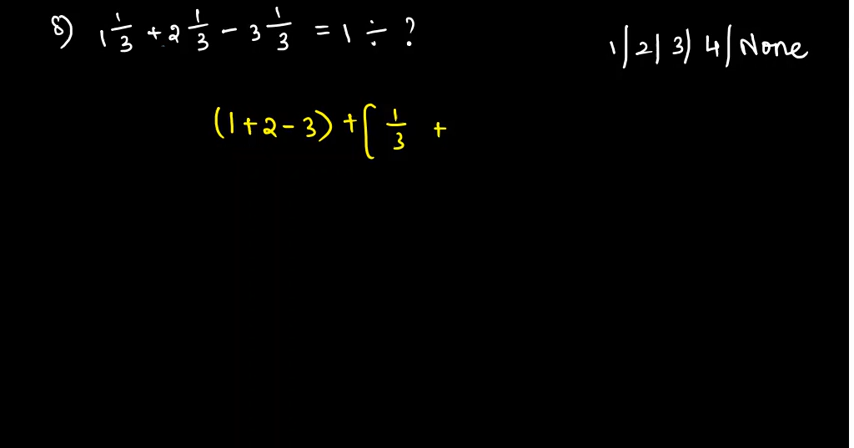 8) 1 1/3 + 2 1/3 - 3 1/3 = 1 ÷ ? 1/2/3/4/None
(1+2-3) + [ 1/3 +